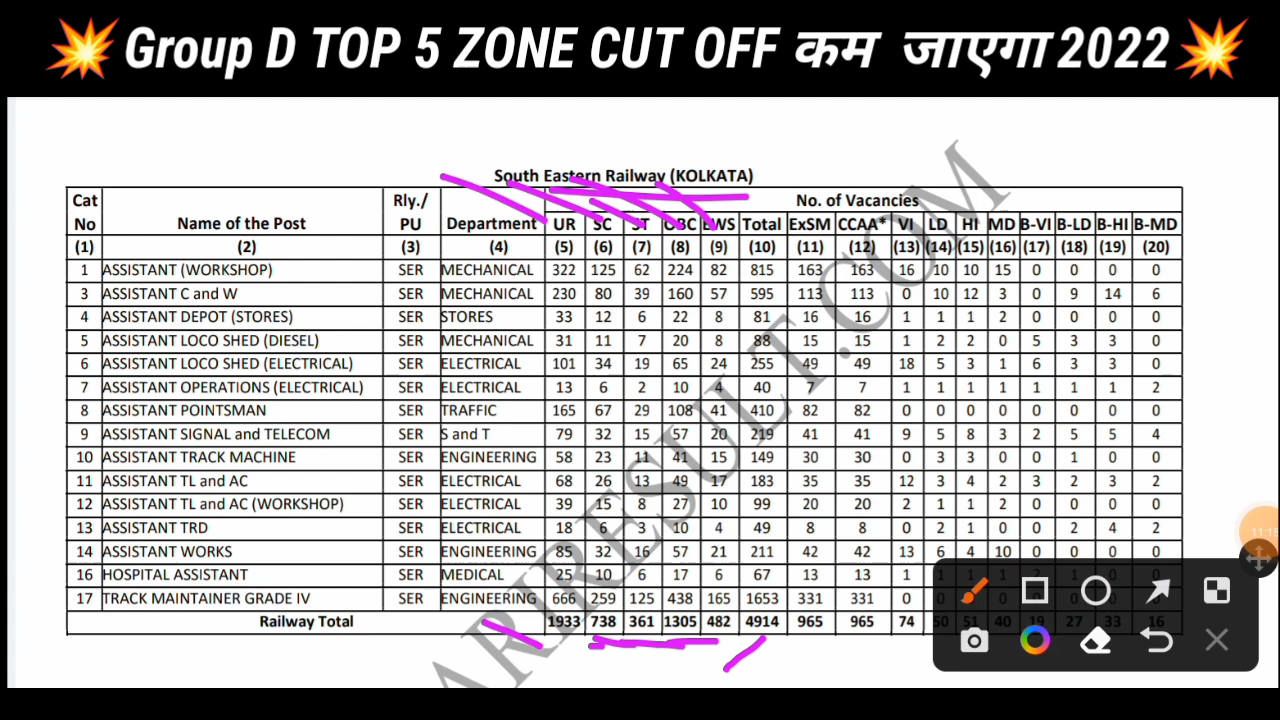 Group D TOP 5 ZONE CUT OFF कम जाएगा 2022
South Eastern Railway (KOLKATA)
Cat No Name of the Post Rly./ PU Department No. of Vacancies
UR SC ST OBC EWS Total ExSM CCAA* VI LD HI MD B-VI B-LD B-HI B-MD
(1) (2) (3) (4) (5) (6) (7) (8) (9) (10) (11) (12) (13) (14) (15) (16) (17) (18) (19) (20)
1 ASSISTANT (WORKSHOP) SER MECHANICAL 322 125 62 224 82 815 163 163 16 10 10 15 0 0 0 0
3 ASSISTANT C and W SER MECHANICAL 230 80 39 160 57 595 113 113 0 10 12 3 0 9 14 6
4 ASSISTANT DEPOT (STORES) SER STORES 33 12 6 22 8 81 16 16 1 1 1 2 0 0 0 0
5 ASSISTANT LOCO SHED (DIESEL) SER MECHANICAL 31 11 7 20 8 88 15 15 1 2 2 0 5 3 3 0
6 ASSISTANT LOCO SHED (ELECTRICAL) SER ELECTRICAL 101 34 19 65 24 255 49 49 18 5 3 1 6 3 3 0
7 ASSISTANT OPERATIONS (ELECTRICAL) SER ELECTRICAL 13 6 2 10 4 40 7 7 1 1 1 1 1 1 1 2
8 ASSISTANT POINTSMAN SER TRAFFIC 165 67 29 108 41 410 82 82 0 0 0 0 0 0 0 0
9 ASSISTANT SIGNAL and TELECOM SER S and T 79 32 15 57 20 219 41 41 9 5 8 3 2 5 5 4
10 ASSISTANT TRACK MACHINE SER ENGINEERING 58 23 11 41 15 149 30 30 0 3 3 0 0 1 0 0
11 ASSISTANT TL and AC SER ELECTRICAL 68 26 13 49 17 183 35 35 12 3 4 2 3 2 3 2
12 ASSISTANT TL and AC (WORKSHOP) SER ELECTRICAL 39 15 8 27 10 99 20 20 2 1 1 2 0 0 0 0
13 ASSISTANT TRD SER ELECTRICAL 18 6 3 10 4 49 8 8 0 2 1 0 0 2 4 2
14 ASSISTANT WORKS SER ENGINEERING 85 32 16 57 21 211 42 42 13 6 4 10 0 0 0 0
16 HOSPITAL ASSISTANT SER MEDICAL 25 10 6 17 6 67 13 13 1
17 TRACK MAINTAINER GRADE IV SER ENGINEERING 666 259 125 438 165 1653 331 331 0
Railway Total 1933 738 361 1305 482 4914 965 965 74 50 51 40 19 27 33 16
ARIRESULT.COM